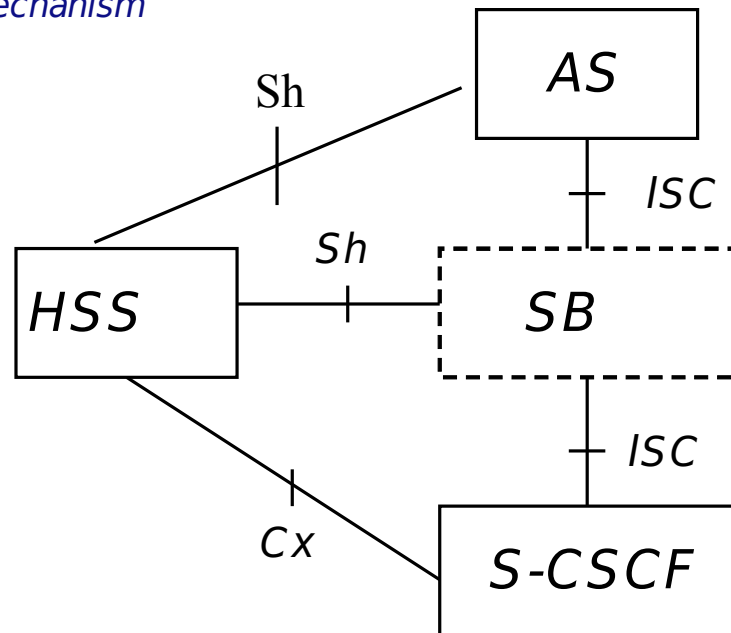 echanism
AS
Sh
ISC
Sh
HSS
SB
ISC
Cx
S-CSCF